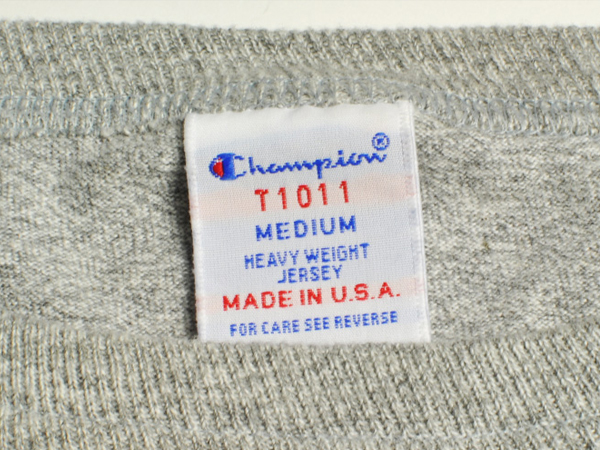 Champion®
T1011
MEDIUM
HEAVY WEIGHT
JERSEY
MADE IN U.S.A.
FOR CARE SEE REVERSE